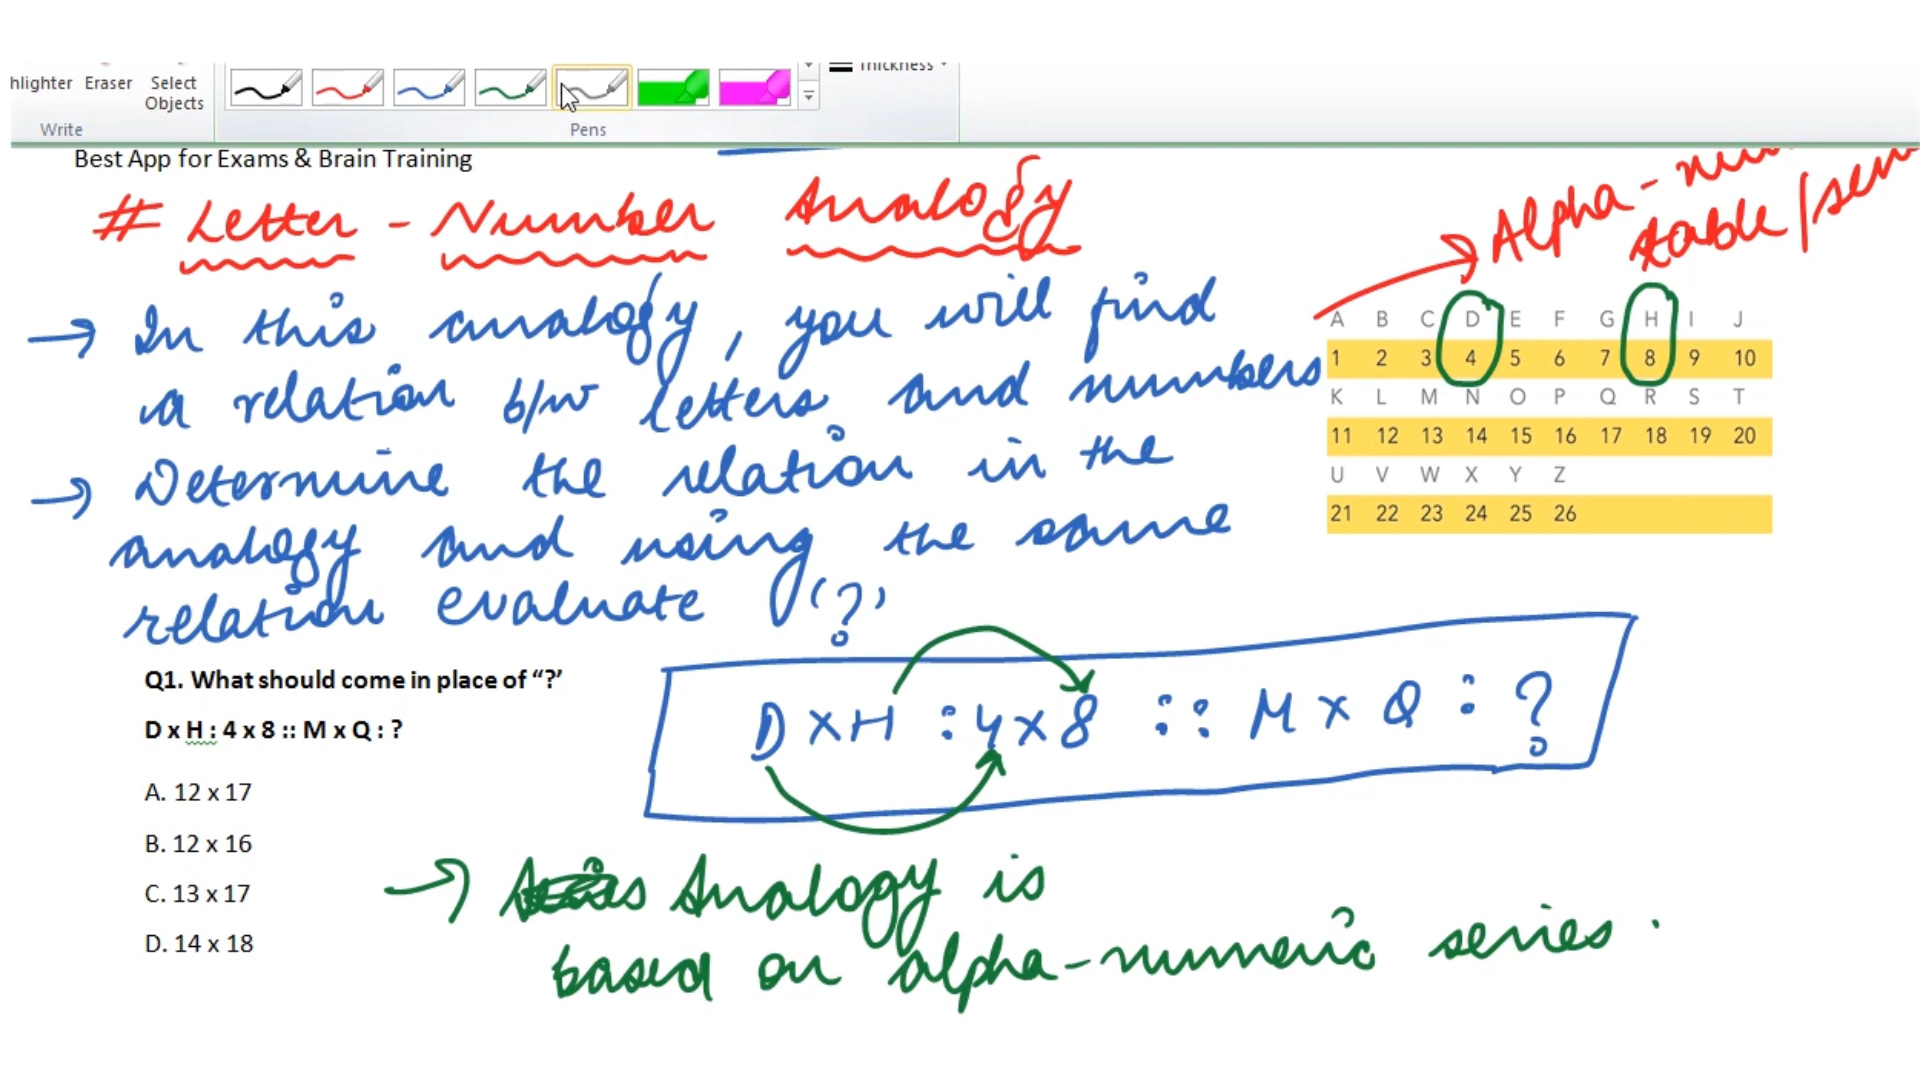 hlighter Eraser Select Objects
Thickness
Write
Pens
Best App for Exams & Brain Training
# Letter - Number Analogy
Alpha -
table /
→ In this analogy, you will find
a relation b/w letters and numbers
→ Determine the relation in the
analogy and using the same
relation evaluate '?'
A B C D E F G H I J
1 2 3 4 5 6 7 8 9 10
K L M N O P Q R S T
11 12 13 14 15 16 17 18 19 20
U V W X Y Z
21 22 23 24 25 26
Q1. What should come in place of “?’
D x H : 4 x 8 :: M x Q : ?
D x H : 4 x 8 :: M x Q : ?
A. 12 x 17
B. 12 x 16
C. 13 x 17
D. 14 x 18
→ Analogy is
based on alpha-numeric series.